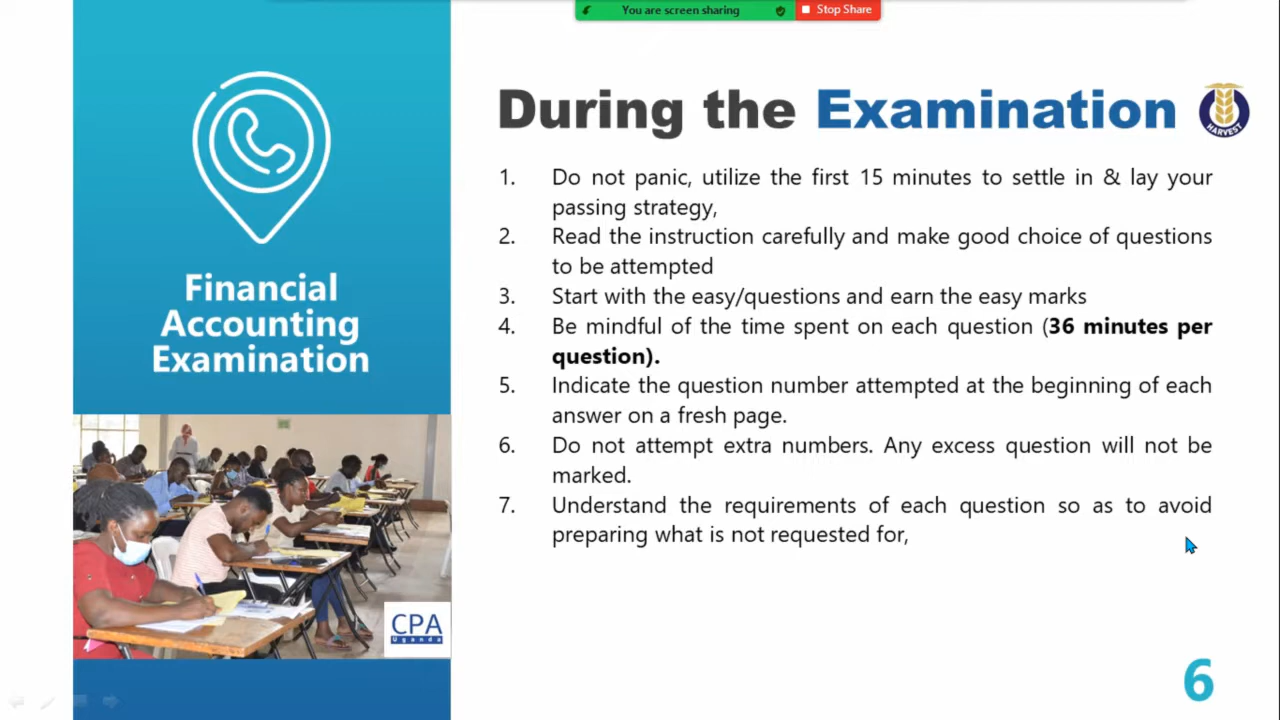 You are screen sharing
Stop Share
During the Examination
HARVEST
1. Do not panic, utilize the first 15 minutes to settle in & lay your
passing strategy,
2. Read the instruction carefully and make good choice of questions
to be attempted
3. Start with the easy/questions and earn the easy marks
4. Be mindful of the time spent on each question (36 minutes per
question).
5. Indicate the question number attempted at the beginning of each
answer on a fresh page.
6. Do not attempt extra numbers. Any excess question will not be
marked.
7. Understand the requirements of each question so as to avoid
preparing what is not requested for,
Financial
Accounting
Examination
CPA
Uganda
6